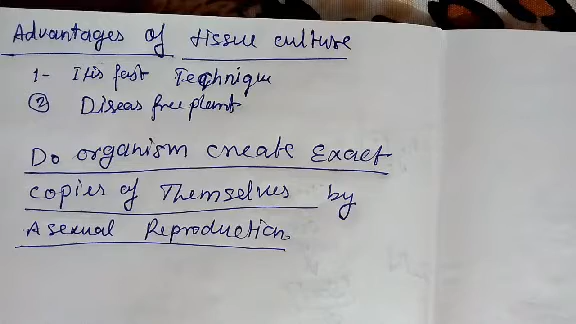 Advantages of tissue culture
1- It is fast Technique
② Diseas free plant
Do organism create Exact
copies of Themselves by
Asexual Reproduction